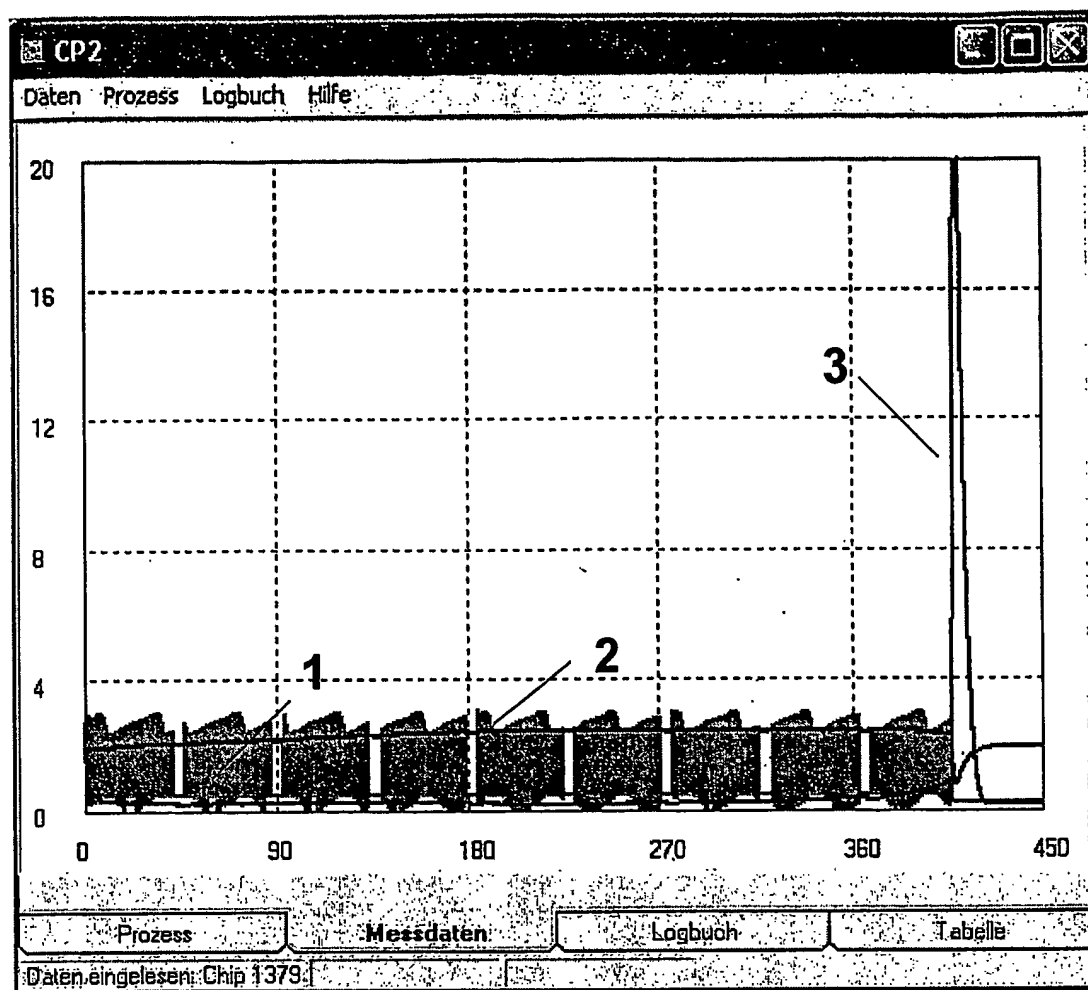 CP2
Daten Prozess Logbuch Hilfe
20
16
12
8
4
0
3
1
2
0 90 180 270 360 450
Prozess Messdaten Logbuch Tabelle
Daten eingelesen: Chip 1379